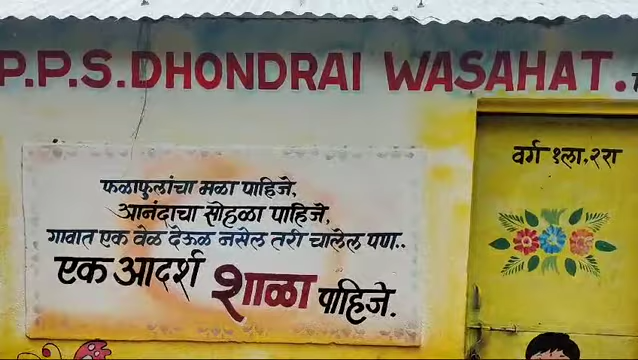 P.P.S.DHONDRAI WASAHAT.
फळाफुलांचा मळा पाहिजे,
आनंदाचा सोहळा पाहिजे,
गावात एक वेळ देऊळ नसेल तरी चालेल पण..
एक आदर्श शाळा पाहिजे.
वर्ग १ला,२रा